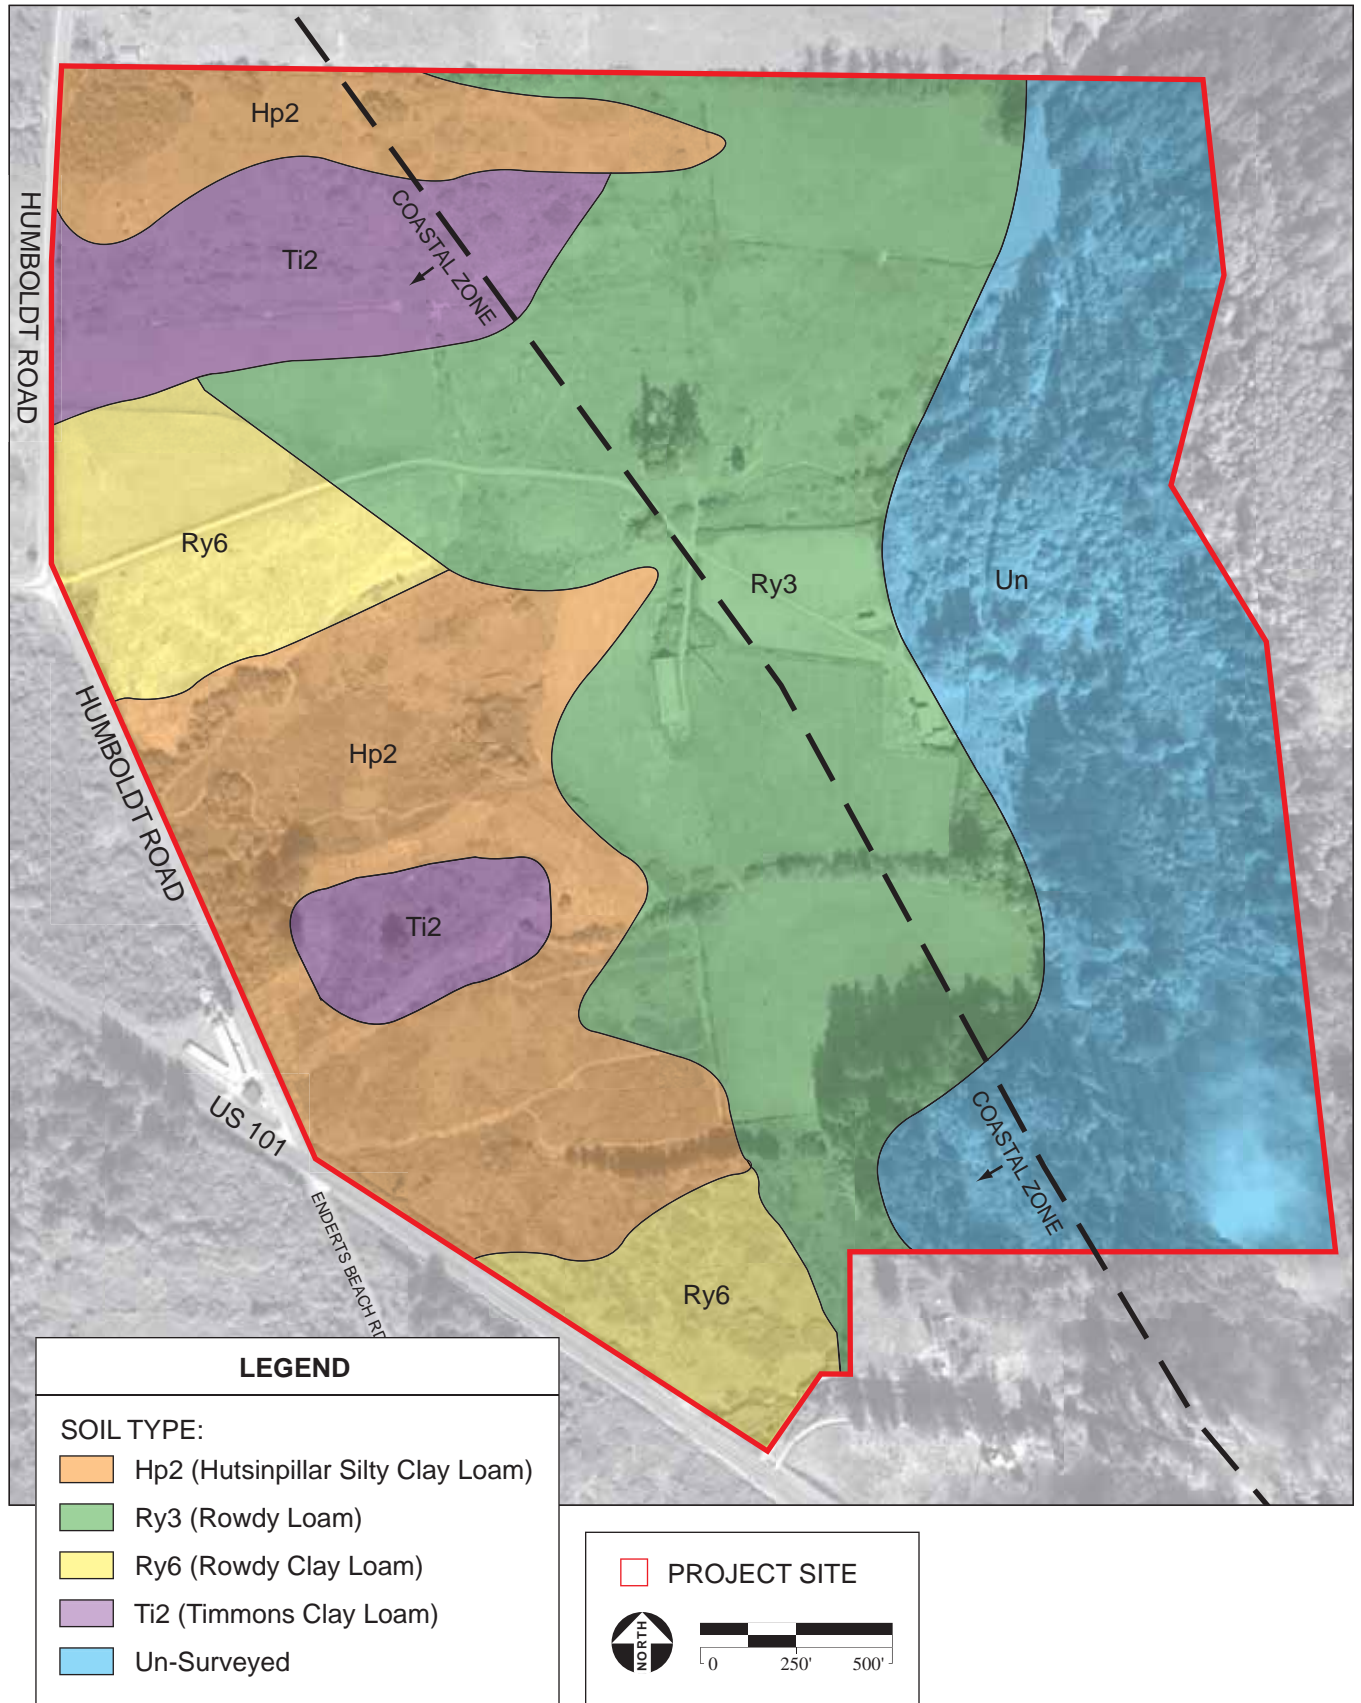 Hp2
HUMBOLDT ROAD
COASTAL ZONE
Ti2
Ry6
Ry3
Un
HUMBOLDT ROAD
Hp2
Ti2
US 101
COASTAL ZONE
ENDERTS BEACH RD
Ry6
LEGEND
SOIL TYPE:
Hp2 (Hutsinpillar Silty Clay Loam)
Ry3 (Rowdy Loam)
Ry6 (Rowdy Clay Loam)
Ti2 (Timmons Clay Loam)
Un-Surveyed
PROJECT SITE
NORTH
0 250' 500'